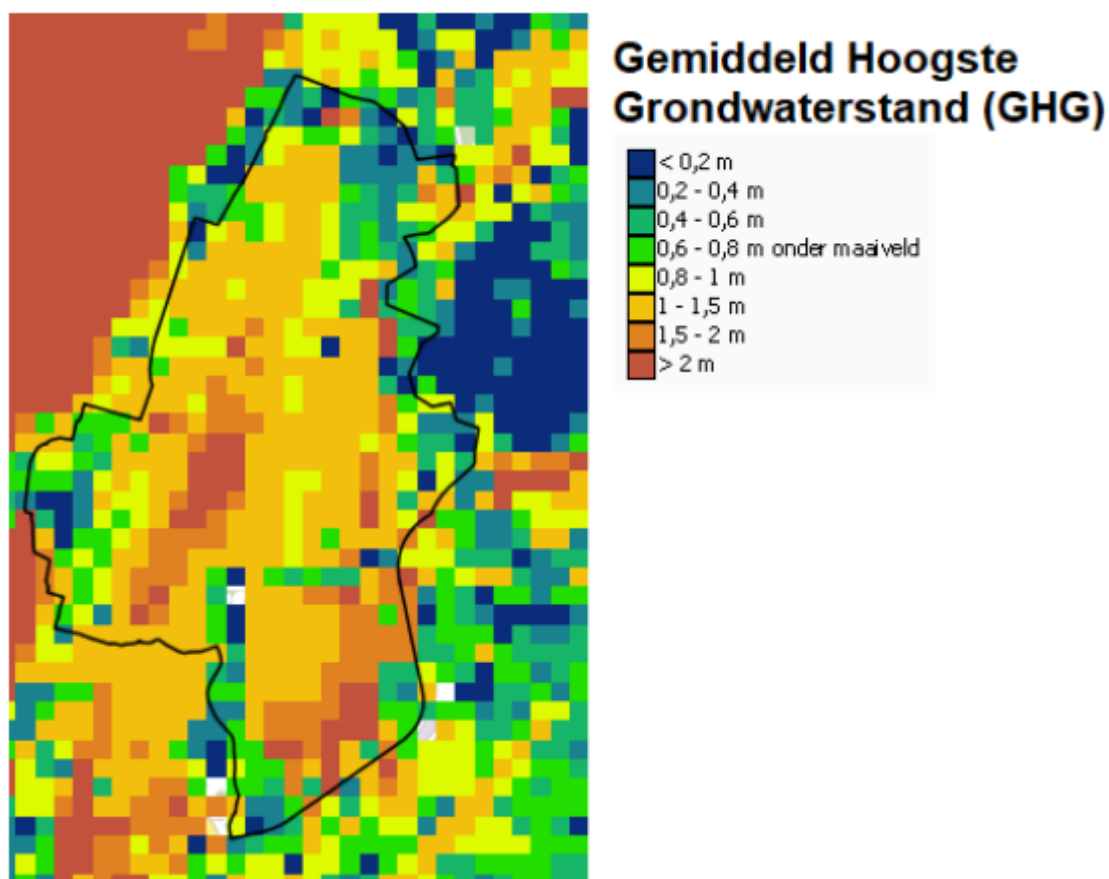 Gemiddeld Hoogste
Grondwaterstand (GHG)
< 0,2 m
0,2 - 0,4 m
0,4 - 0,6 m
0,6 - 0,8 m onder maaiveld
0,8 - 1 m
1 - 1,5 m
1,5 - 2 m
> 2 m